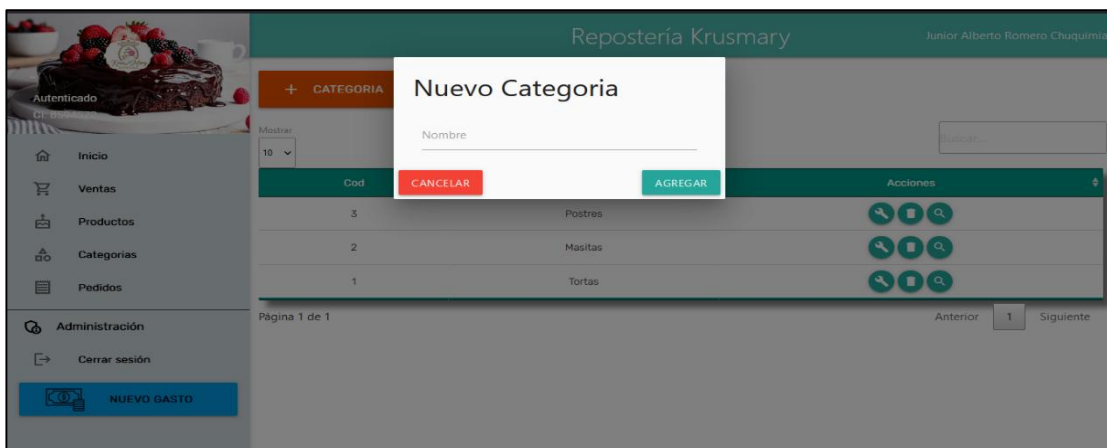 Repostería Krusmary
Junior Alberto Romero Chuquimia
Autenticado
Inicio
Ventas
Productos
Categorias
Pedidos
Administración
Cerrar sesión
NUEVO GASTO
+ CATEGORIA
Mostrar
10
Buscar...
Nuevo Categoria
Nombre
CANCELAR
AGREGAR
Cod
Acciones
3 Postres
2 Masitas
1 Tortas
Página 1 de 1
Anterior 1 Siguiente